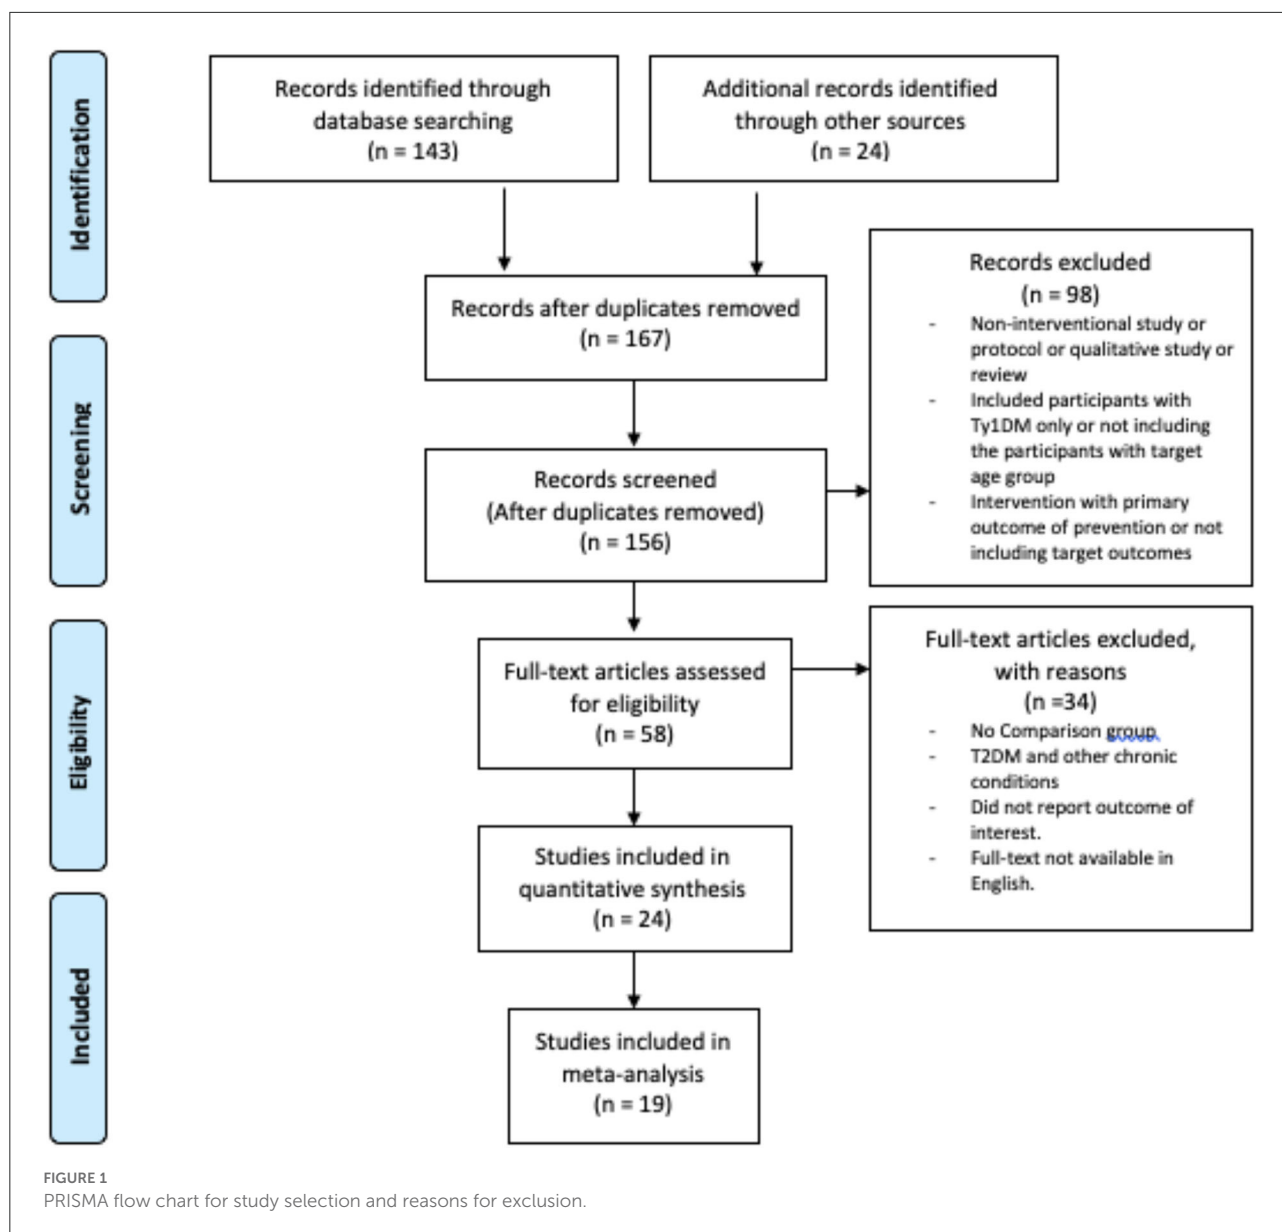 Identification
Records identified through
database searching
(n = 143)
Additional records identified
through other sources
(n = 24)
Records after duplicates removed
(n = 167)
Records excluded
(n = 98)
- Non-interventional study or
protocol or qualitative study or
review
- Included participants with
Ty1DM only or not including
the participants with target
age group
- Intervention with primary
outcome of prevention or not
including target outcomes
Screening
Records screened
(After duplicates removed)
(n = 156)
Eligibility
Full-text articles assessed
for eligibility
(n = 58)
Full-text articles excluded,
with reasons
(n =34)
- No Comparison group
- T2DM and other chronic
conditions
- Did not report outcome of
interest.
- Full-text not available in
English.
Studies included in
quantitative synthesis
(n = 24)
Included
Studies included in
meta-analysis
(n = 19)
FIGURE 1
PRISMA flow chart for study selection and reasons for exclusion.